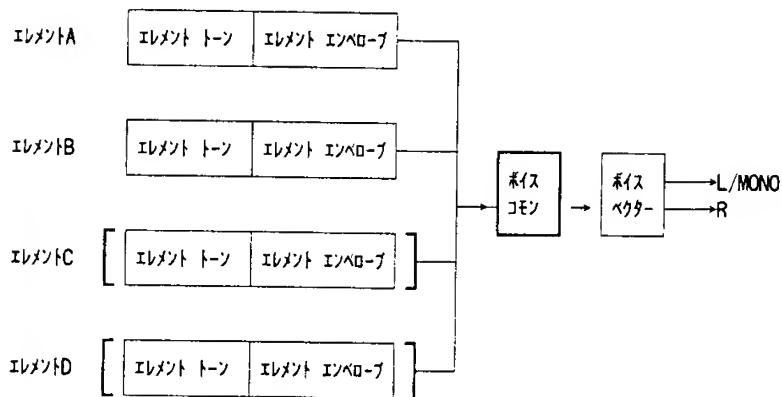 エレメントA エレメント トーン エレメント エンベロープ
エレメントB エレメント トーン エレメント エンベロープ
ボイス コモン
ボイス ベクター
L/MONO
R
エレメントC エレメント トーン エレメント エンベロープ
エレメントD エレメント トーン エレメント エンベロープ